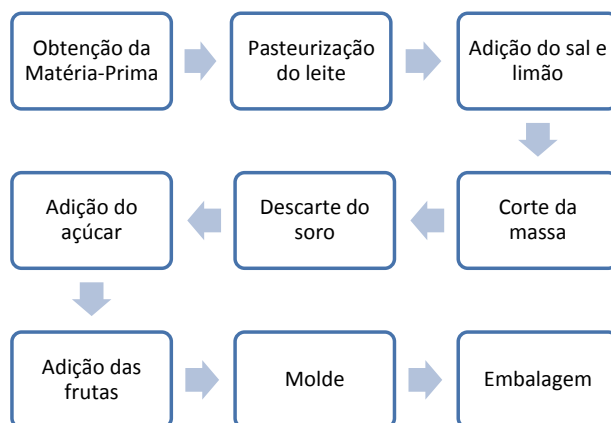 Obtenção da
Matéria-Prima
Pasteurização
do leite
Adição do sal e
limão
Corte da
massa
Descarte do
soro
Adição do
açúcar
Adição das
frutas
Molde
Embalagem